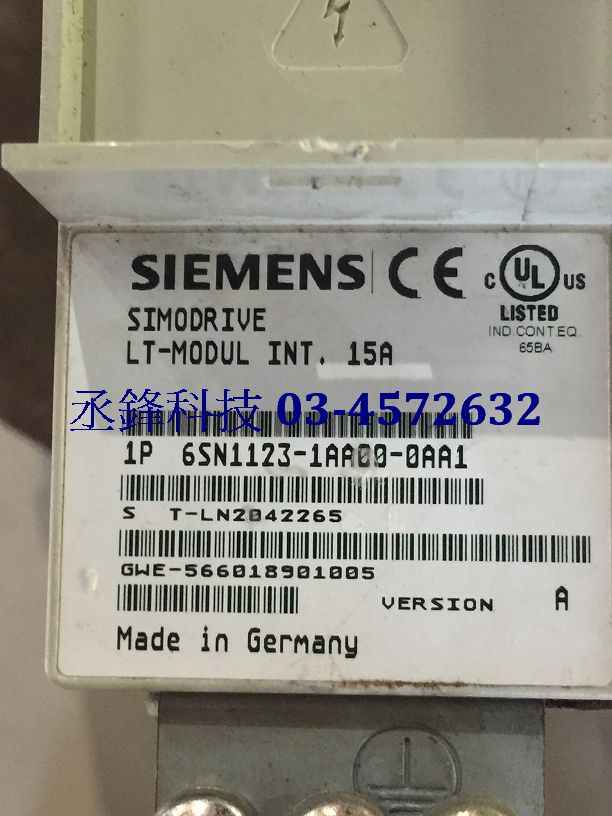 SIEMENS CE C UL US
LISTED
IND.CONT.EQ.
65BA
SIMODRIVE
LT-MODUL INT. 15A
丞鋒科技 03-4572632
1P 6SN1123-1AA00-0AA1
S T-LN2042265
GWE-566018901005
VERSION A
Made in Germany